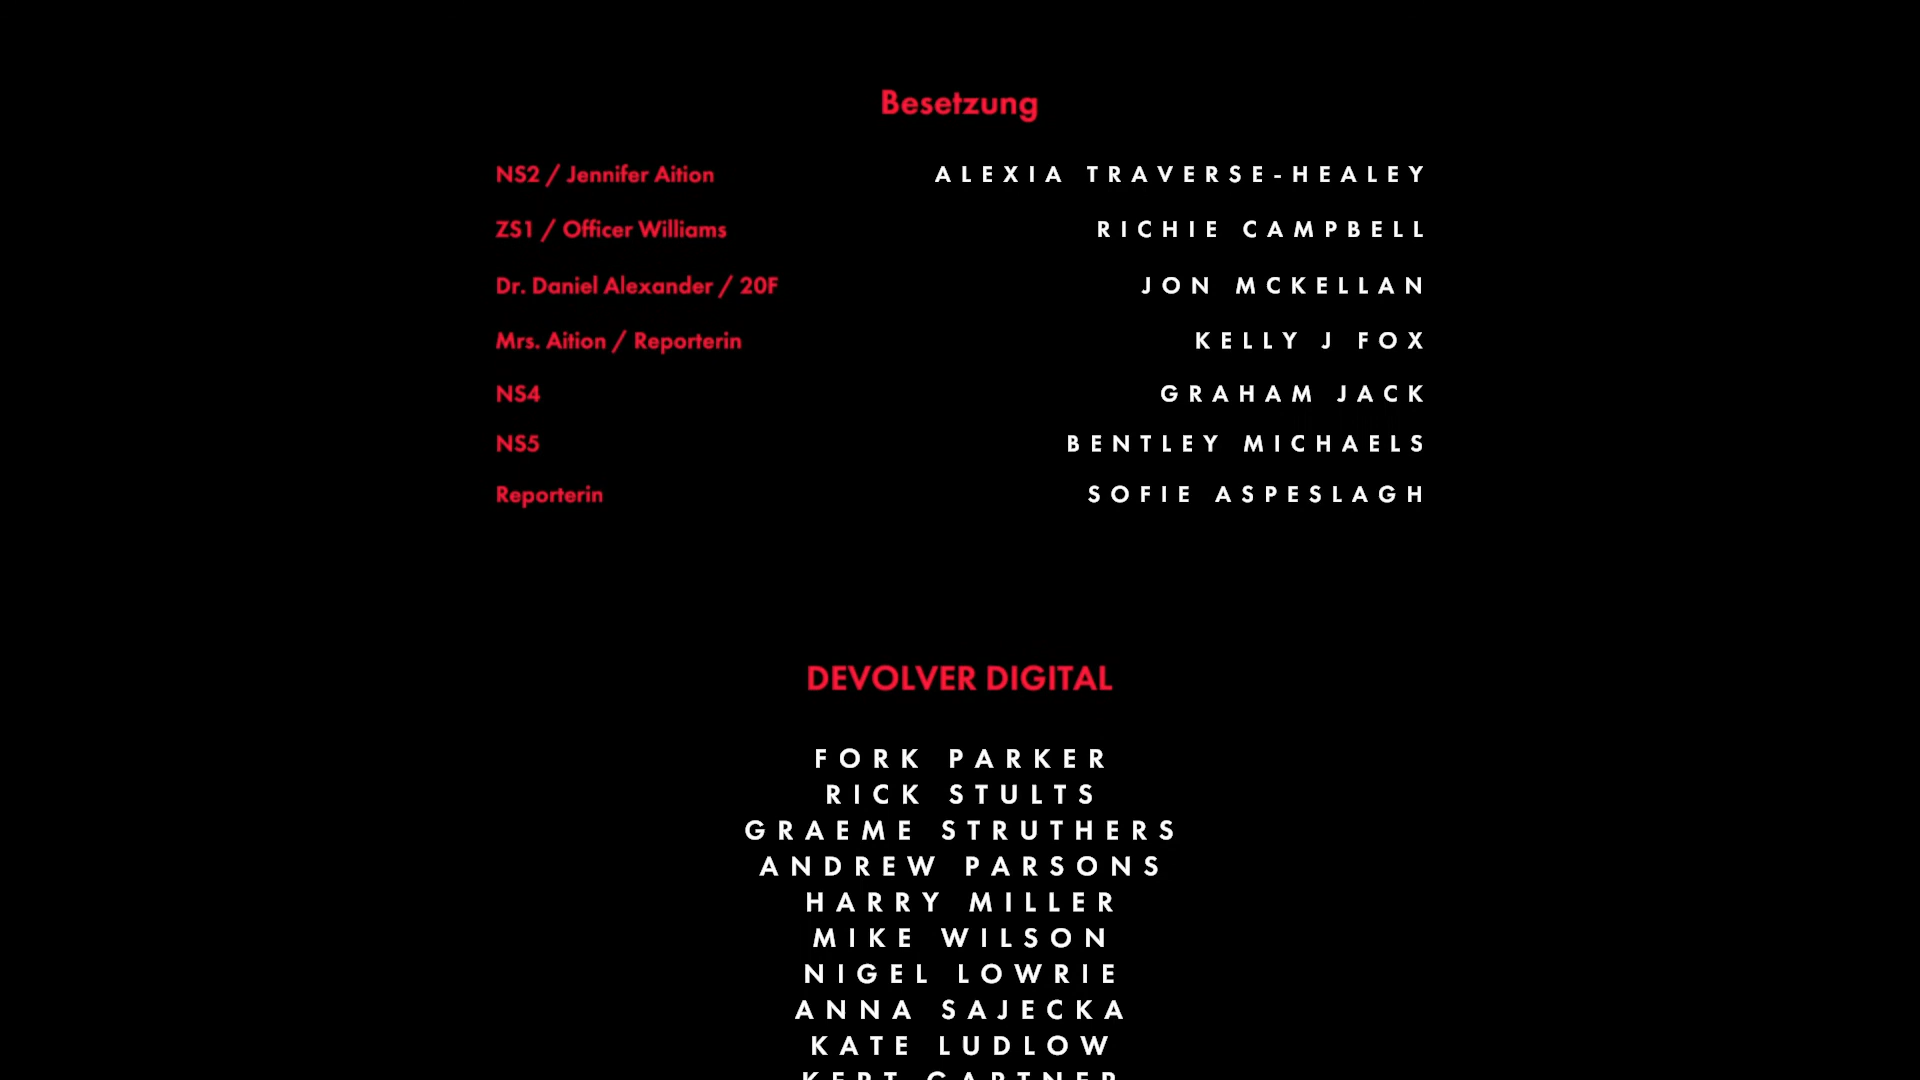 Besetzung
NS2 / Jennifer Aition ALEXIA TRAVERSE-HEALEY
ZS1 / Officer Williams RICHIE CAMPBELL
Dr. Daniel Alexander / 20F JON MCKELLAN
Mrs. Aition / Reporterin KELLY J FOX
NS4 GRAHAM JACK
NS5 BENTLEY MICHAELS
Reporterin SOFIE ASPESLAGH
DEVOLVER DIGITAL
FORK PARKER
RICK STULTS
GRAEME STRUTHERS
ANDREW PARSONS
HARRY MILLER
MIKE WILSON
NIGEL LOWRIE
ANNA SAJECKA
KATE LUDLOW